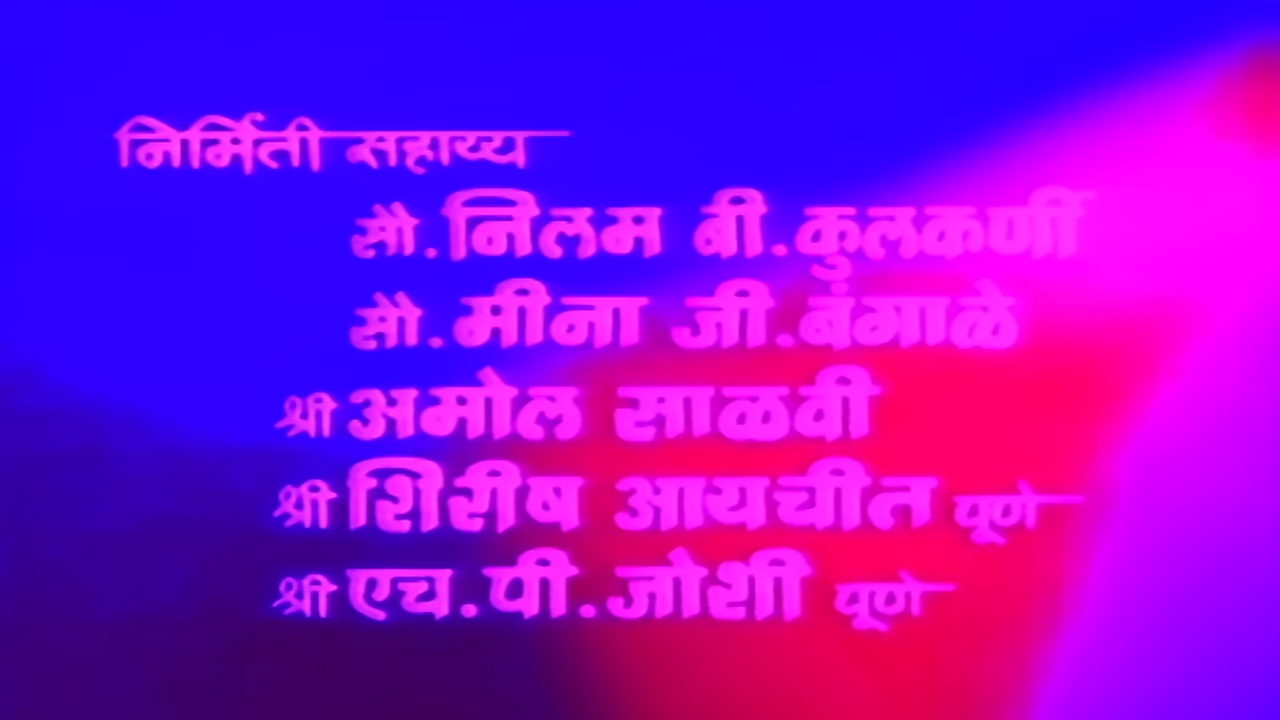 निर्मिती सहाय्य
सौ. निलम बी. कुलकर्णी
सौ. मीना जी. बंगाळे
श्री अमोल साळवी
श्री शिरीष आयचीत पूणे
श्री एच. पी. जोशी पूणे